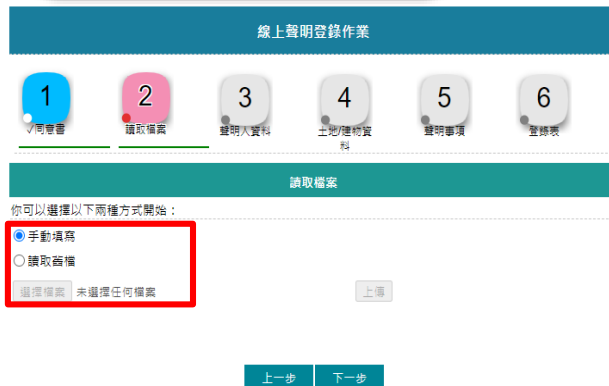 線上聲明登錄作業
1 2 3 4 5 6
√同意書 讀取檔案 聲明人資料 土地/建物資料 聲明事項 登錄表
讀取檔案
你可以選擇以下兩種方式開始：
手動填寫
讀取舊檔
選擇檔案 未選擇任何檔案 上傳
上一步 下一步